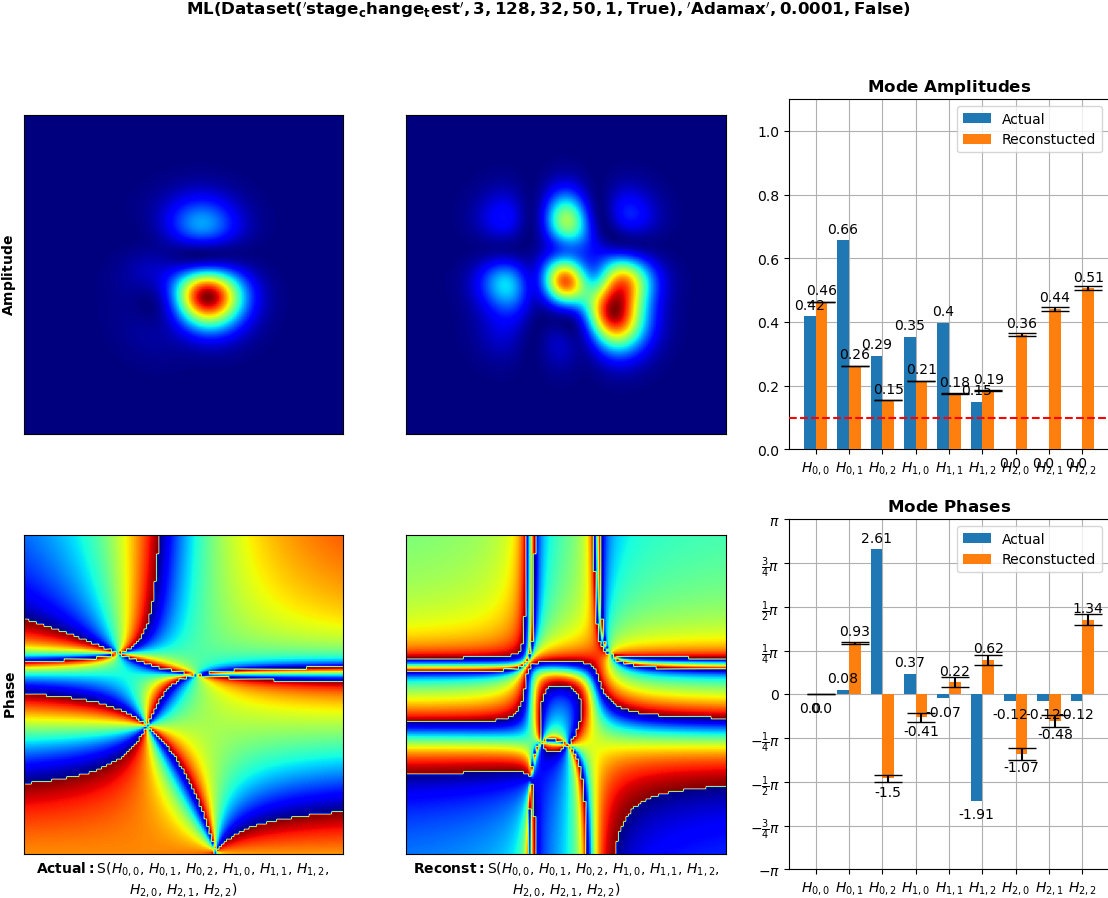 ML(Dataset('stage_change_test', 3, 128, 32, 50, 1, True), 'Adamax', 0.0001, False)
Amplitude
Mode Amplitudes
Actual
Reconstucted
1.0
0.8
0.6
0.4
0.2
0.0
0.42
0.46
0.66
0.26
0.29
0.15
0.35
0.21
0.4
0.18
0.15
0.19
0.0
0.36
0.0
0.44
0.0
0.51
H0,0 H0,1 H0,2 H1,0 H1,1 H1,2 H2,0 H2,1 H2,2
Phase
Mode Phases
Actual
Reconstucted
π
3/4π
1/2π
1/4π
0
−1/4π
−1/2π
−3/4π
−π
0.0
0.0
0.08
0.93
2.61
-1.5
0.37
-0.41
-0.07
0.22
-1.91
0.62
-0.12
-1.07
-0.12
-0.48
-0.12
1.34
H0,0 H0,1 H0,2 H1,0 H1,1 H1,2 H2,0 H2,1 H2,2
Actual: S(H0,0, H0,1, H0,2, H1,0, H1,1, H1,2,
H2,0, H2,1, H2,2)
Reconst: S(H0,0, H0,1, H0,2, H1,0, H1,1, H1,2,
H2,0, H2,1, H2,2)